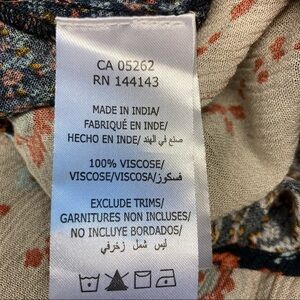 CA 05262
RN 144143
MADE IN INDIA/
FABRIQUÉ EN INDE/
HECHO EN INDE/ صنع في الهند
100% VISCOSE/
VISCOSE/VISCOSA/فسكوز
EXCLUDE TRIMS/
GARNITURES NON INCLUSES/
NO INCLUYE BORDADOS/
ليس شمل زخرفي